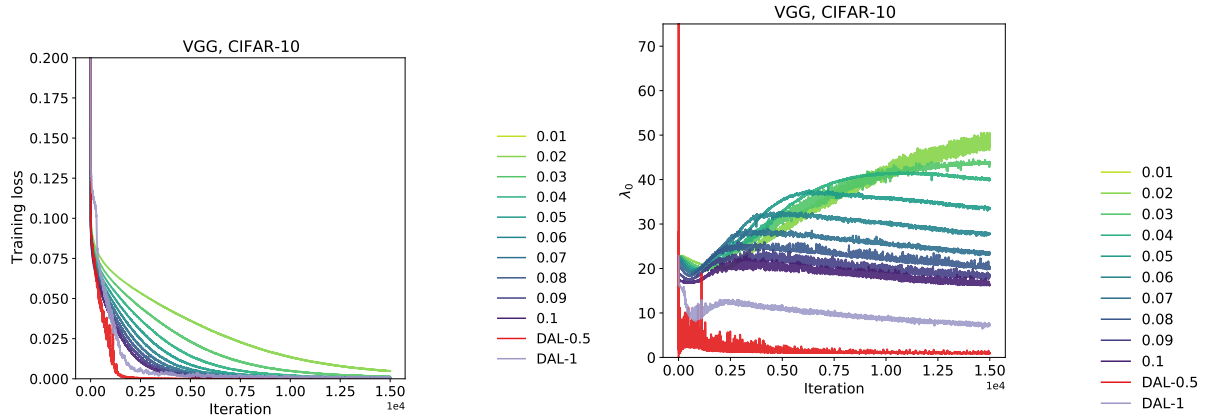 VGG, CIFAR-10
0.200
0.175
0.150
0.125
0.100
0.075
0.050
0.025
0.000
Training loss
0.00 0.25 0.50 0.75 1.00 1.25 1.50
1e4
Iteration
0.01
0.02
0.03
0.04
0.05
0.06
0.07
0.08
0.09
0.1
DAL-0.5
DAL-1
VGG, CIFAR-10
70
60
50
40
30
20
10
0
λ0
0.00 0.25 0.50 0.75 1.00 1.25 1.50
1e4
Iteration
0.01
0.02
0.03
0.04
0.05
0.06
0.07
0.08
0.09
0.1
DAL-0.5
DAL-1